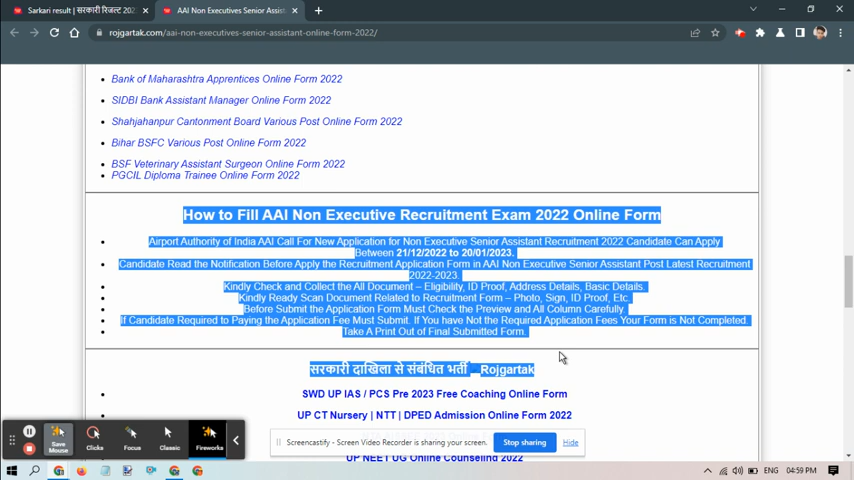 Sarkari result | सरकारी रिजल्ट 202
AAI Non Executives Senior Assist
rojgartak.com/aai-non-executives-senior-assistant-online-form-2022/
Bank of Maharashtra Apprentices Online Form 2022
SIDBI Bank Assistant Manager Online Form 2022
Shahjahanpur Cantonment Board Various Post Online Form 2022
Bihar BSFC Various Post Online Form 2022
BSF Veterinary Assistant Surgeon Online Form 2022
PGCIL Diploma Trainee Online Form 2022
How to Fill AAI Non Executive Recruitment Exam 2022 Online Form
Airport Authority of India AAI Call For New Application for Non Executive Senior Assistant Recruitment 2022 Candidate Can Apply
Between 21/12/2022 to 20/01/2023.
Candidate Read the Notification Before Apply the Recruitment Application Form in AAI Non Executive Senior Assistant Post Latest Recruitment
2022-2023.
Kindly Check and Collect the All Document – Eligibility, ID Proof, Address Details, Basic Details.
Kindly Ready Scan Document Related to Recruitment Form – Photo, Sign, ID Proof, Etc.
Before Submit the Application Form Must Check the Preview and All Column Carefully.
If Candidate Required to Paying the Application Fee Must Submit. If You Have Not the Required Application Fees Your Form is Not Completed.
Take A Print Out of Final Submitted Form.
सरकारी दाखिला से संबंधित भर्ती - Rojgartak
SWD UP IAS / PCS Pre 2023 Free Coaching Online Form
UP CT Nursery | NTT | DPED Admission Online Form 2022
UP NEET UG Online Counseling 2022
Screencastify - Screen Video Recorder is sharing your screen.
Stop sharing
Hide
Save Mouse
Clicks
Focus
Classic
Fireworks
ENG
04:59 PM